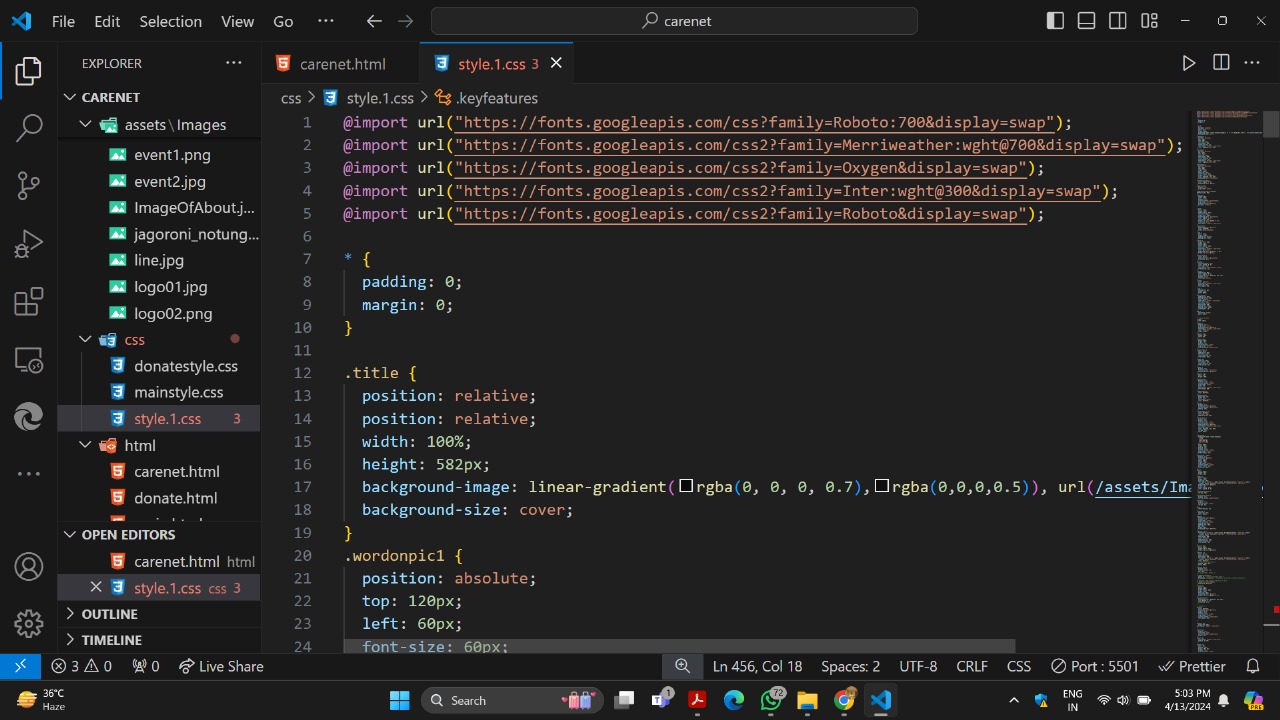 File Edit Selection View Go ··· carenet
EXPLORER ···
CARENET
assets\Images
event1.png
event2.jpg
ImageOfAbout.j...
jagoroni_notung...
line.jpg
logo01.jpg
logo02.png
css
donatestyle.css
mainstyle.css
style.1.css 3
html
carenet.html
donate.html
OPEN EDITORS
carenet.html html
style.1.css css 3
OUTLINE
TIMELINE
carenet.html style.1.css 3
css > style.1.css > .keyfeatures
1 @import url("https://fonts.googleapis.com/css?family=Roboto:700&display=swap");
2 @import url("https://fonts.googleapis.com/css2?family=Merriweather:wght@700&display=swap");
3 @import url("https://fonts.googleapis.com/css2?family=Oxygen&display=swap");
4 @import url("https://fonts.googleapis.com/css2?family=Inter:wght@300&display=swap");
5 @import url("https://fonts.googleapis.com/css2?family=Roboto&display=swap");
6
7 * {
8 padding: 0;
9 margin: 0;
10 }
11
12 .title {
13 position: relative;
14 position: relative;
15 width: 100%;
16 height: 582px;
17 background-image: linear-gradient(rgba(0, 0, 0, 0.7),rgba(0,0,0,0.5)), url(/assets/Ima
18 background-size: cover;
19 }
20 .wordonpic1 {
21 position: absolute;
22 top: 120px;
23 left: 60px;
24 font-size: 60px;
3 0 0 Live Share Ln 456, Col 18 Spaces: 2 UTF-8 CRLF CSS Port : 5501 Prettier
36°C
Haze
Search
1
72
PRE
ENG
IN
5:03 PM
4/13/2024